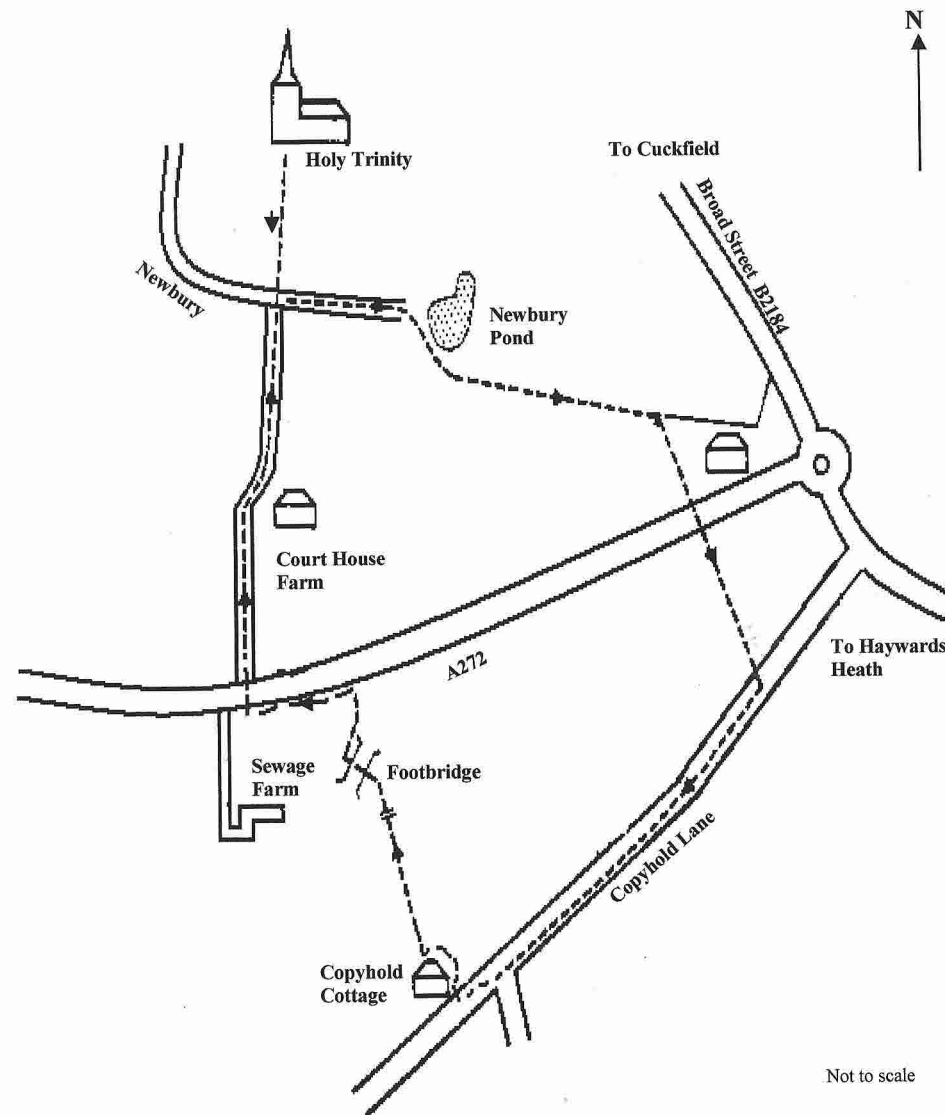 N
Holy Trinity
To Cuckfield
Broad Street B2184
Newbury
Newbury
Pond
Court House
Farm
A272
To Haywards
Heath
Sewage
Farm
Footbridge
Copyhold Lane
Copyhold
Cottage
Not to scale